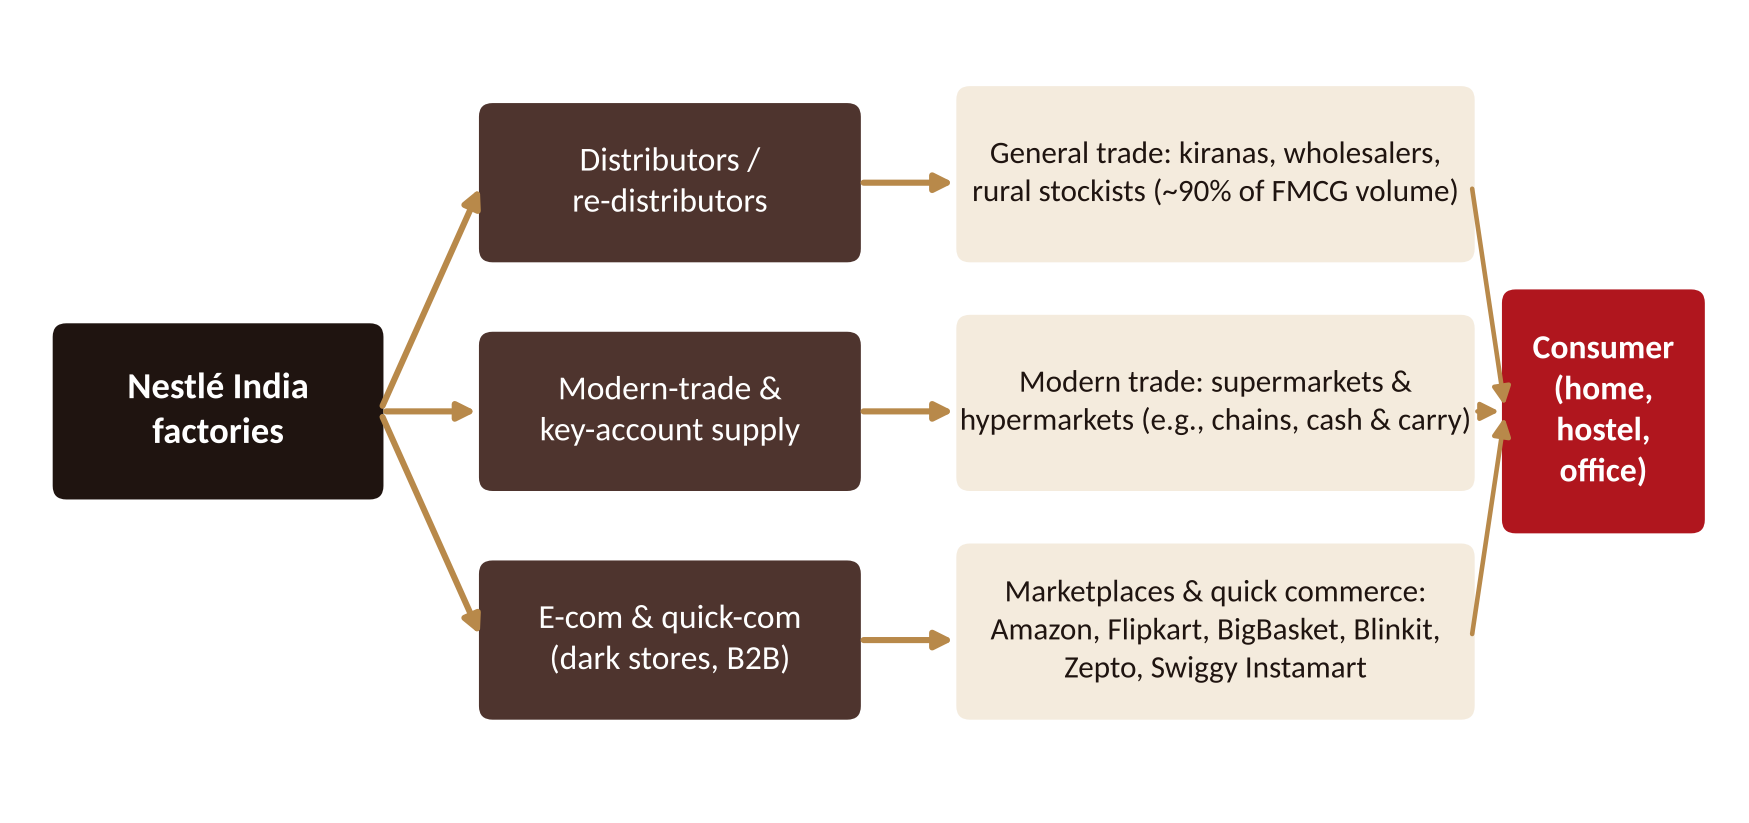 Nestlé India
factories
Distributors /
re-distributors
Modern-trade &
key-account supply
E-com & quick-com
(dark stores, B2B)
General trade: kiranas, wholesalers,
rural stockists (~90% of FMCG volume)
Modern trade: supermarkets &
hypermarkets (e.g., chains, cash & carry)
Marketplaces & quick commerce:
Amazon, Flipkart, BigBasket, Blinkit,
Zepto, Swiggy Instamart
Consumer
(home,
hostel,
office)